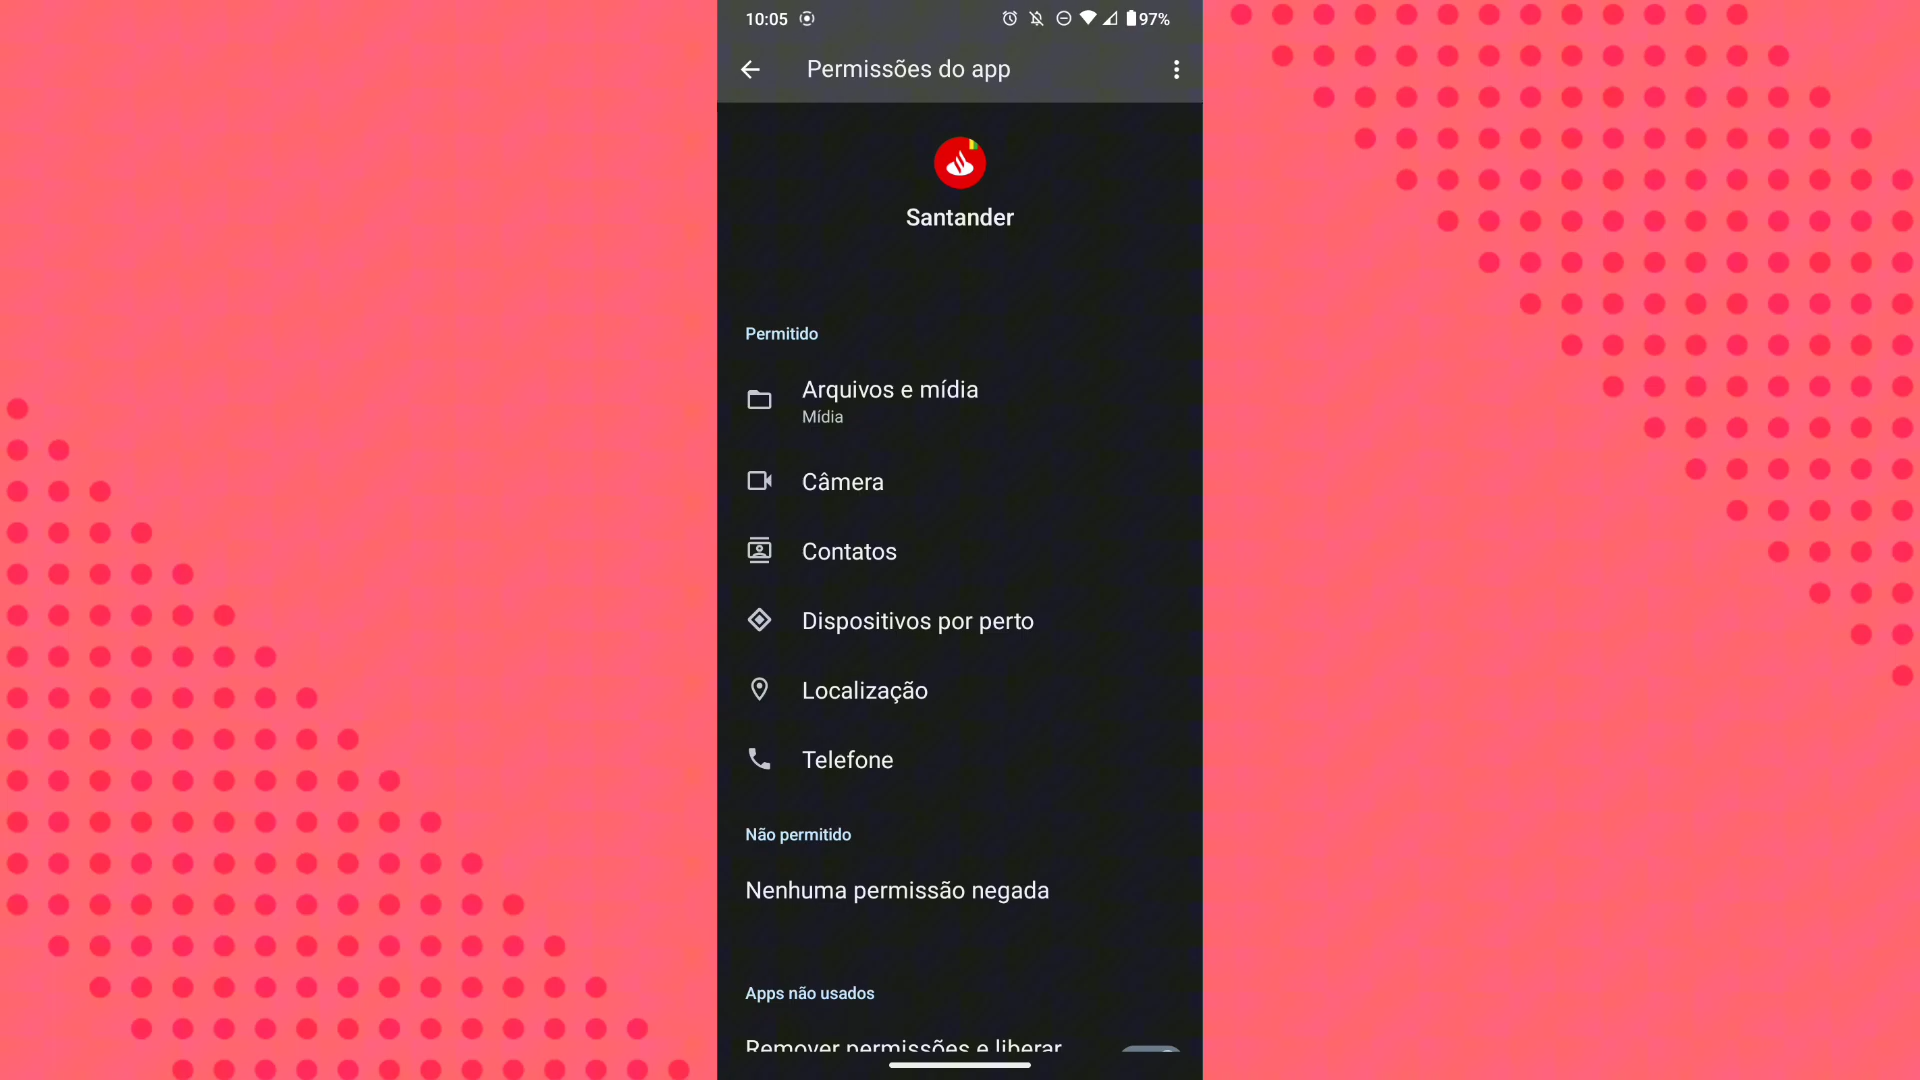 10:05
97%
Permissões do app
Santander
Permitido
Arquivos e mídia
Mídia
Câmera
Contatos
Dispositivos por perto
Localização
Telefone
Não permitido
Nenhuma permissão negada
Apps não usados
Remover permissões e liberar